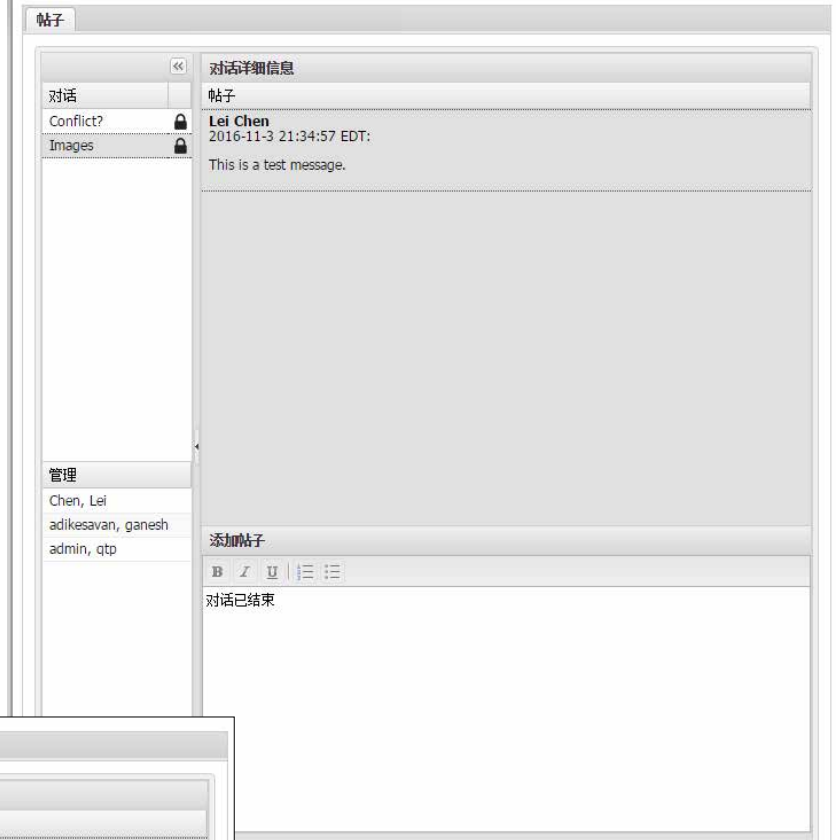 帖子
对话
Conflict?
Images
管理
Chen, Lei
adikesavan, ganesh
admin, qtp
对话详细信息
帖子
Lei Chen
2016-11-3 21:34:57 EDT:
This is a test message.
添加帖子
B I U
对话已结束